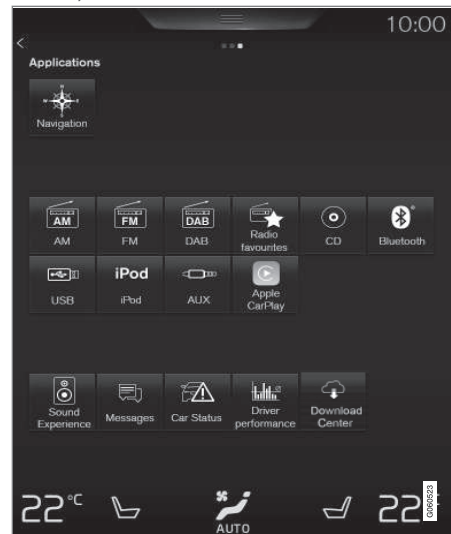 10:00
Applications
N
W E
S
Navigation
AM FM DAB
AM FM DAB Radio favourites CD Bluetooth
iPod
USB iPod AUX Apple CarPlay
Sound Experience Messages Car Status Driver performance Download Center
22°C 22
AUTO
G060523